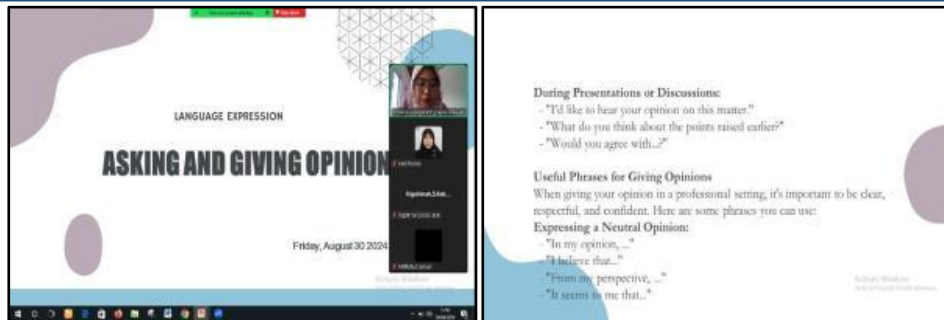 LANGUAGE EXPRESSION
ASKING AND GIVING OPINION
Friday, August 30 2024
Activate Windows
During Presentations or Discussions:
- "I'd like to hear your opinion on this matter."
- "What do you think about the points raised earlier?"
- "Would you agree with...?"
Useful Phrases for Giving Opinions
When giving your opinion in a professional setting, it's important to be clear,
respectful, and confident. Here are some phrases you can use:
Expressing a Neutral Opinion:
- "In my opinion, ..."
- "I believe that..."
- "From my perspective, ..."
- "It seems to me that..."
Activate Windows